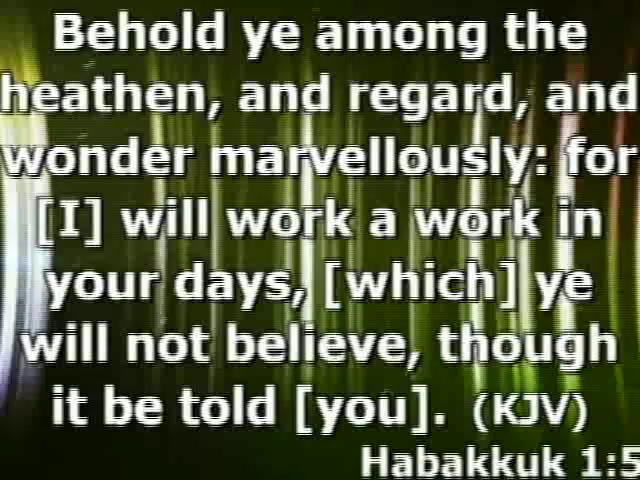 Behold ye among the
heathen, and regard, and
wonder marvellously: for
[I] will work a work in
your days, [which] ye
will not believe, though
it be told [you]. (KJV)
Habakkuk 1:5